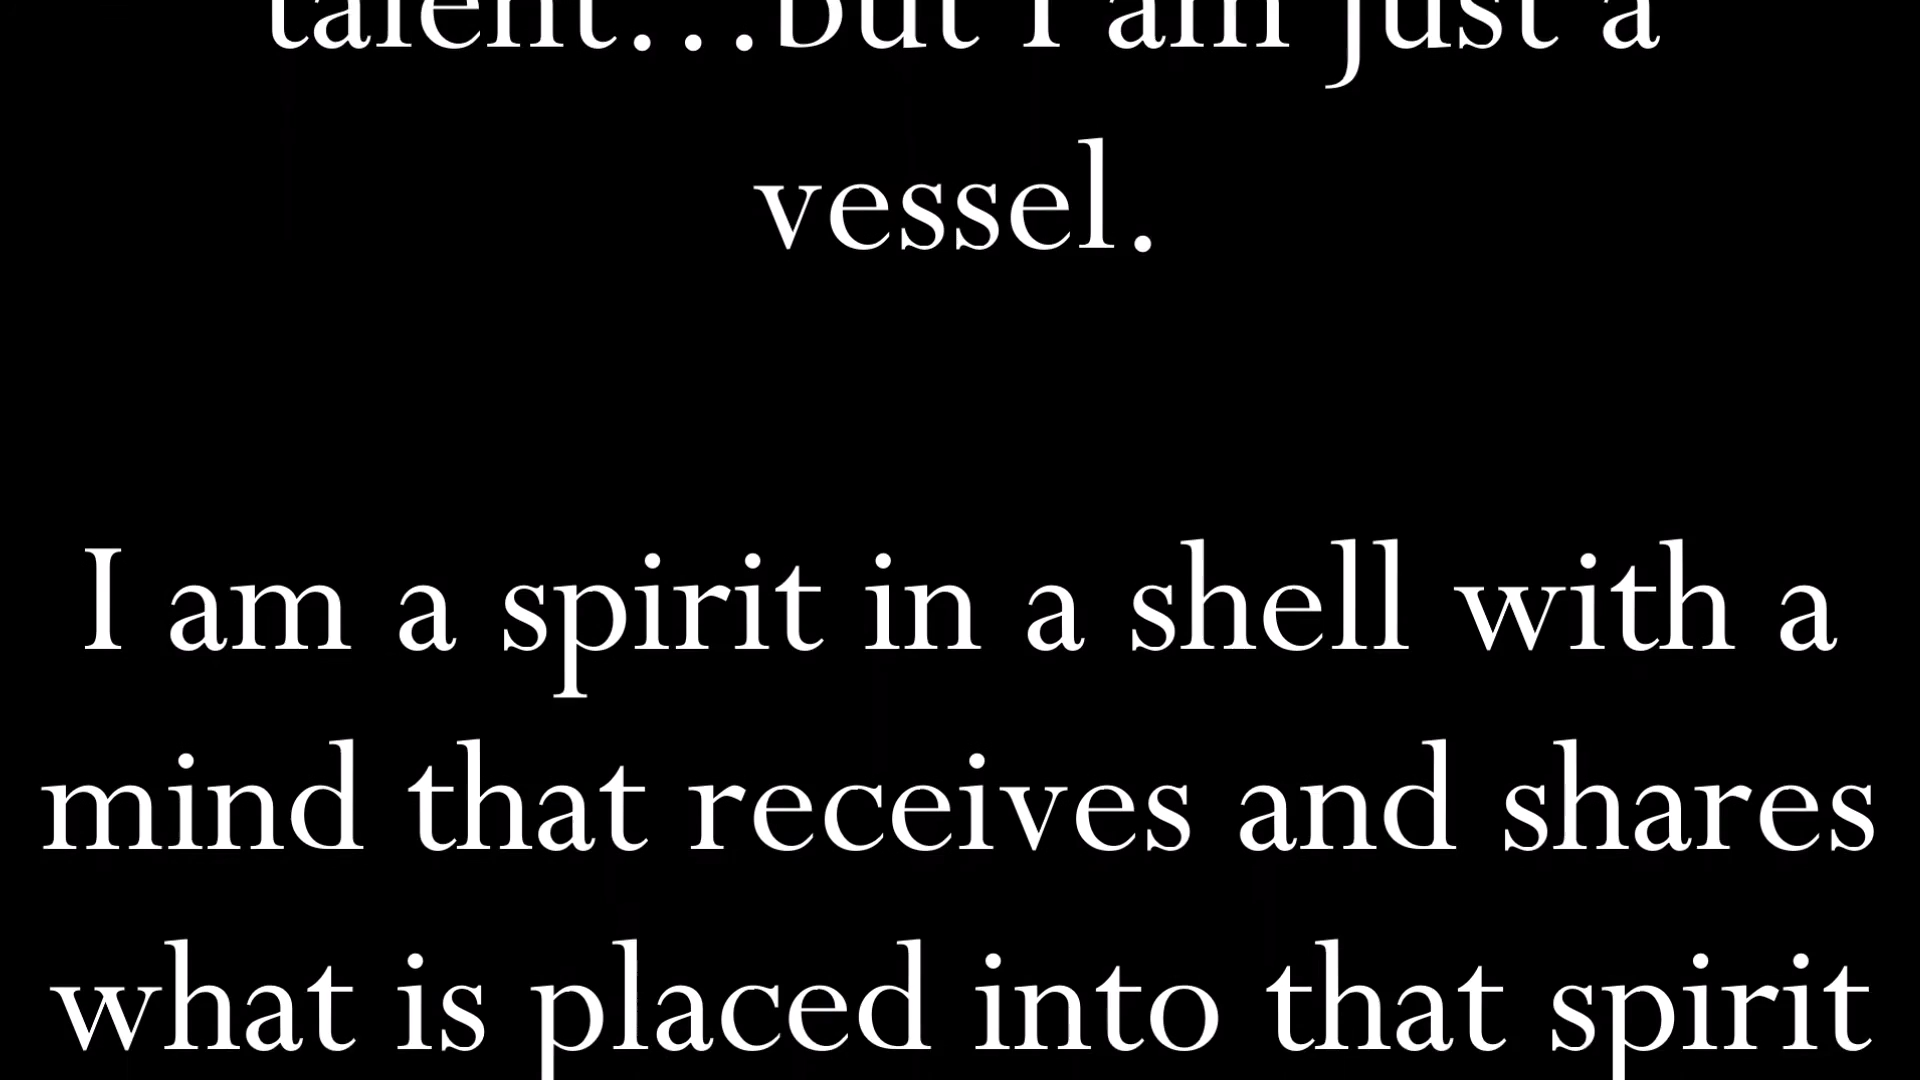 talent...but I am just a
vessel.
I am a spirit in a shell with a
mind that receives and shares
what is placed into that spirit